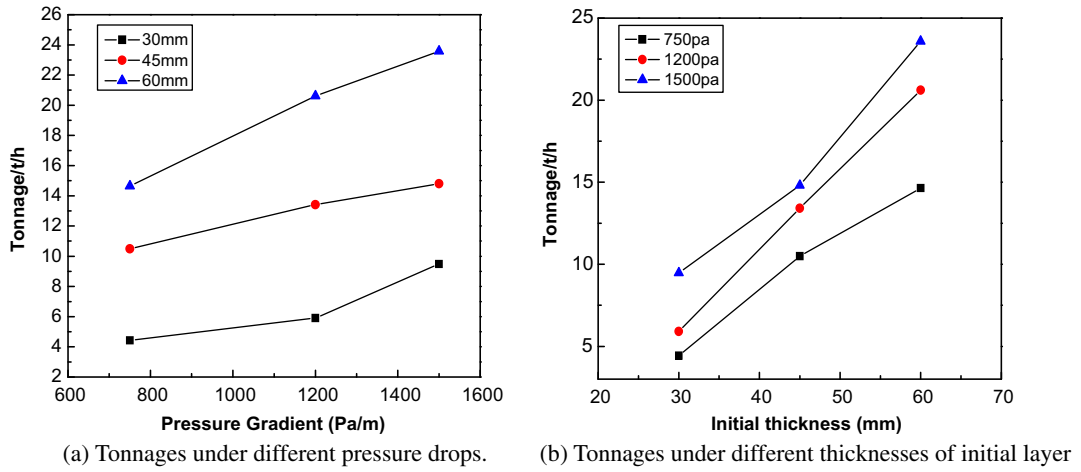 26
24
22
20
18
16
14
12
10
8
6
4
2
Tonnage/t/h
30mm
45mm
60mm
600 800 1000 1200 1400 1600
Pressure Gradient (Pa/m)
(a) Tonnages under different pressure drops.
25
20
15
10
5
Tonnage/t/h
750pa
1200pa
1500pa
20 30 40 50 60 70
Initial thickness (mm)
(b) Tonnages under different thicknesses of initial layer